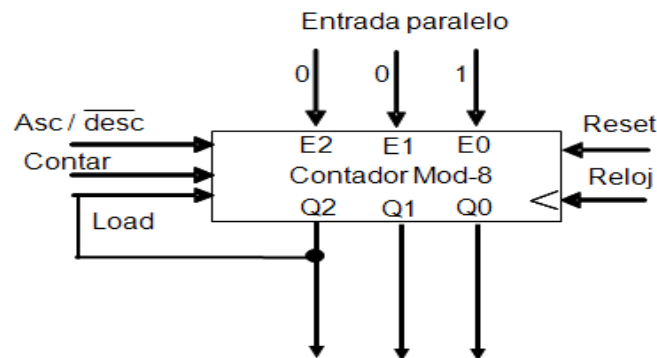 Entrada paralelo
0 0 1
Asc / desc
Contar
Load
E2 E1 E0
Contador Mod-8
Q2 Q1 Q0
Reset
Reloj